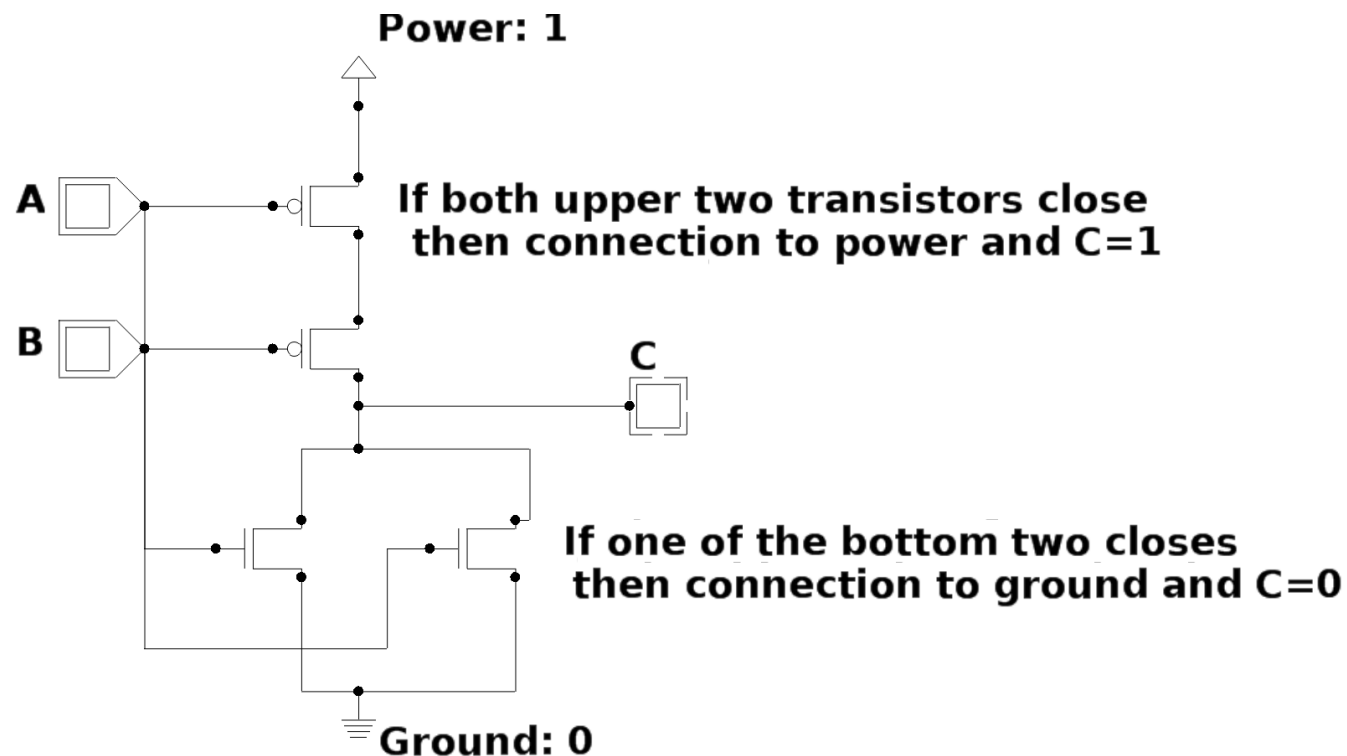 Power: 1
A
If both upper two transistors close
then connection to power and C=1
B
C
If one of the bottom two closes
then connection to ground and C=0
Ground: 0